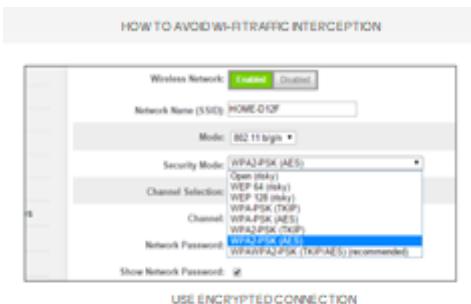 HOW TO AVOID WI-FI TRAFFIC INTERCEPTION
Wireless Network: Enabled Disabled
Network Name (SSID): HOME-D12F
Mode: 802.11 b/g/n
Security Mode: WPA2-PSK (AES)
Open (risky)
WEP 64 (risky)
Channel Selection: WEP 128 (risky)
WPA-PSK (TKIP)
Channel: WPA-PSK (AES)
WPA2-PSK (TKIP)
Network Password: WPA2-PSK (AES)
WPAWPA2-PSK (TKIP/AES) (recommended)
Show Network Password:
USE ENCRYPTED CONNECTION